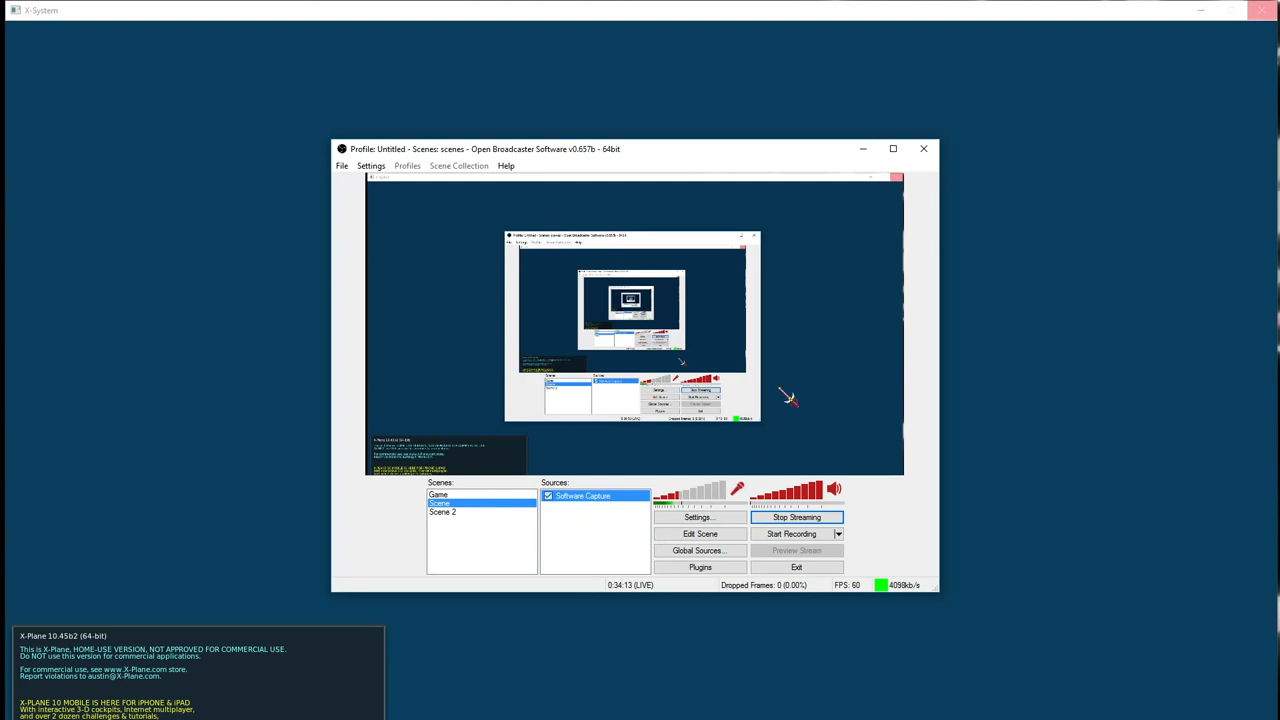 X-System
Profile: Untitled - Scenes: scenes - Open Broadcaster Software v0.657b - 64bit
File Settings Profiles Scene Collection Help
Scenes:
Sources:
Game
Scene
Scene 2
Software Capture
Settings...
Stop Streaming
Edit Scene
Start Recording
Global Sources...
Preview Stream
Plugins
Exit
0:34:13 (LIVE)
Dropped Frames: 0 (0.00%)
FPS: 60
4098kb/s
X-Plane 10.45b2 (64-bit)
This is X-Plane, HOME-USE VERSION, NOT APPROVED FOR COMMERCIAL USE.
Do NOT use this version for commercial applications.
For commercial use, see www.X-Plane.com store.
Report violations to austin@X-Plane.com.
X-PLANE 10 MOBILE IS HERE FOR iPHONE & iPAD
With interactive 3-D cockpits, Internet multiplayer,
and over 2 dozen challenges & tutorials,